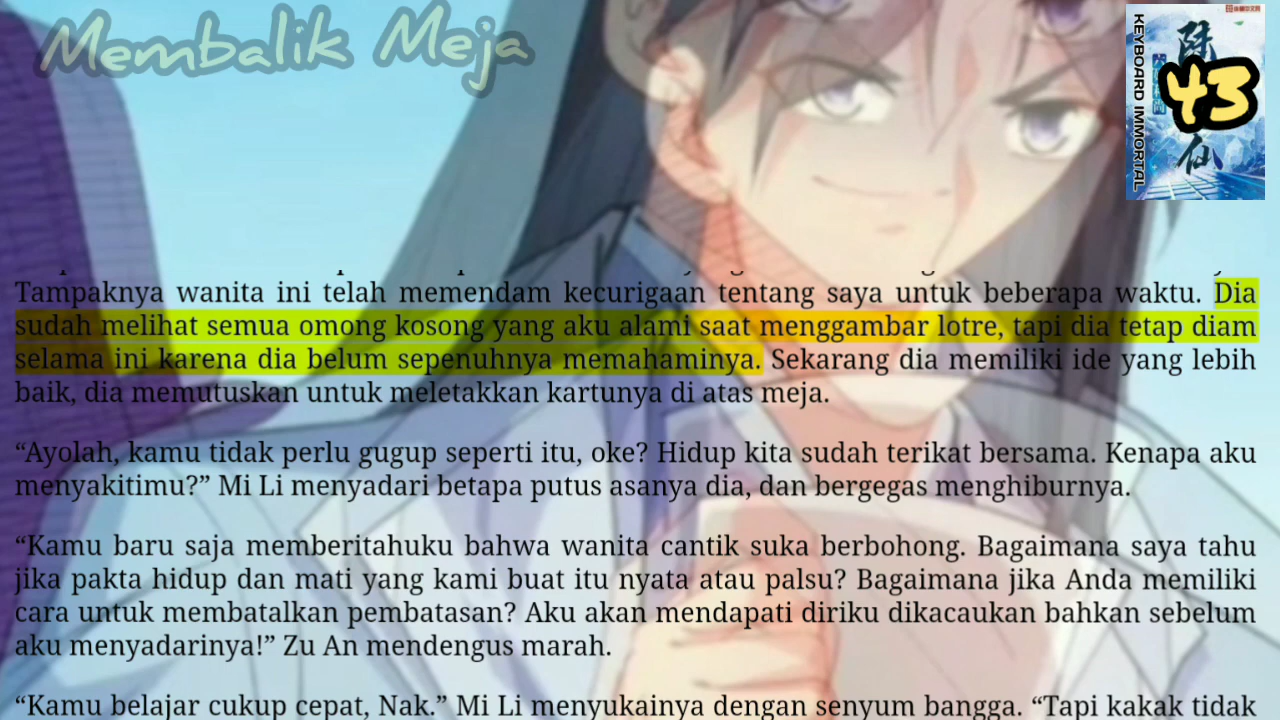 Membalik Meja
KEYBOARD IMMORTAL
43
Tampaknya wanita ini telah memendam kecurigaan tentang saya untuk beberapa waktu. Dia
sudah melihat semua omong kosong yang aku alami saat menggambar lotre, tapi dia tetap diam
selama ini karena dia belum sepenuhnya memahaminya. Sekarang dia memiliki ide yang lebih
baik, dia memutuskan untuk meletakkan kartunya di atas meja.
“Ayolah, kamu tidak perlu gugup seperti itu, oke? Hidup kita sudah terikat bersama. Kenapa aku
menyakitimu?” Mi Li menyadari betapa putus asanya dia, dan bergegas menghiburnya.
“Kamu baru saja memberitahuku bahwa wanita cantik suka berbohong. Bagaimana saya tahu
jika pakta hidup dan mati yang kami buat itu nyata atau palsu? Bagaimana jika Anda memiliki
cara untuk membatalkan pembatasan? Aku akan mendapati diriku dikacaukan bahkan sebelum
aku menyadarinya!” Zu An mendengus marah.
“Kamu belajar cukup cepat, Nak.” Mi Li menyukainya dengan senyum bangga. “Tapi kakak tidak